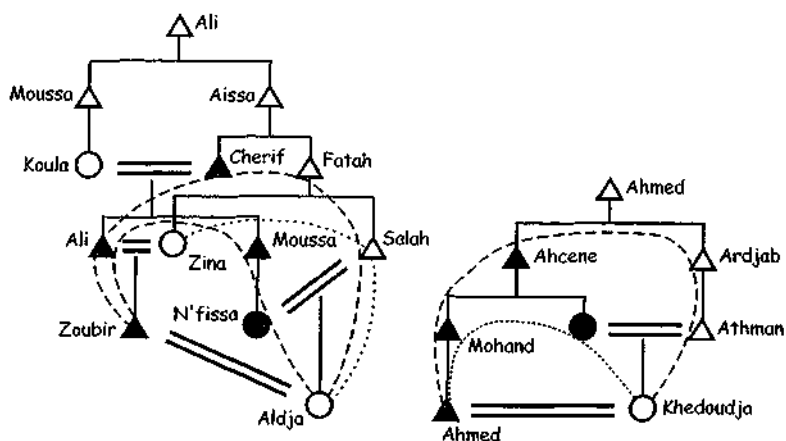 Ali
Moussa
Aissa
Koula
Cherif
Fatah
Ahmed
Ali
Zina
Moussa
Salah
Ahcene
Ardjab
Zoubir
N'fissa
Mohand
Athman
Aldja
Ahmed
Khedoudja